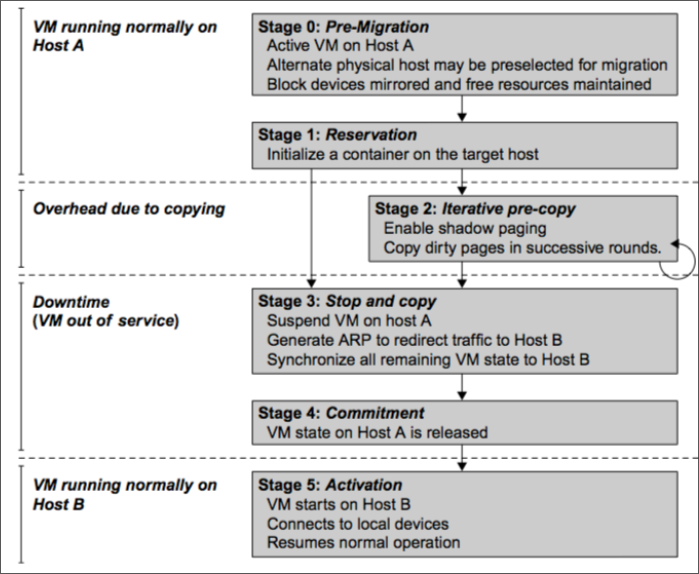 VM running normally on
Host A
Stage 0: Pre-Migration
Active VM on Host A
Alternate physical host may be preselected for migration
Block devices mirrored and free resources maintained
Stage 1: Reservation
Initialize a container on the target host
Overhead due to copying
Stage 2: Iterative pre-copy
Enable shadow paging
Copy dirty pages in successive rounds.
Downtime
(VM out of service)
Stage 3: Stop and copy
Suspend VM on host A
Generate ARP to redirect traffic to Host B
Synchronize all remaining VM state to Host B
Stage 4: Commitment
VM state on Host A is released
VM running normally on
Host B
Stage 5: Activation
VM starts on Host B
Connects to local devices
Resumes normal operation